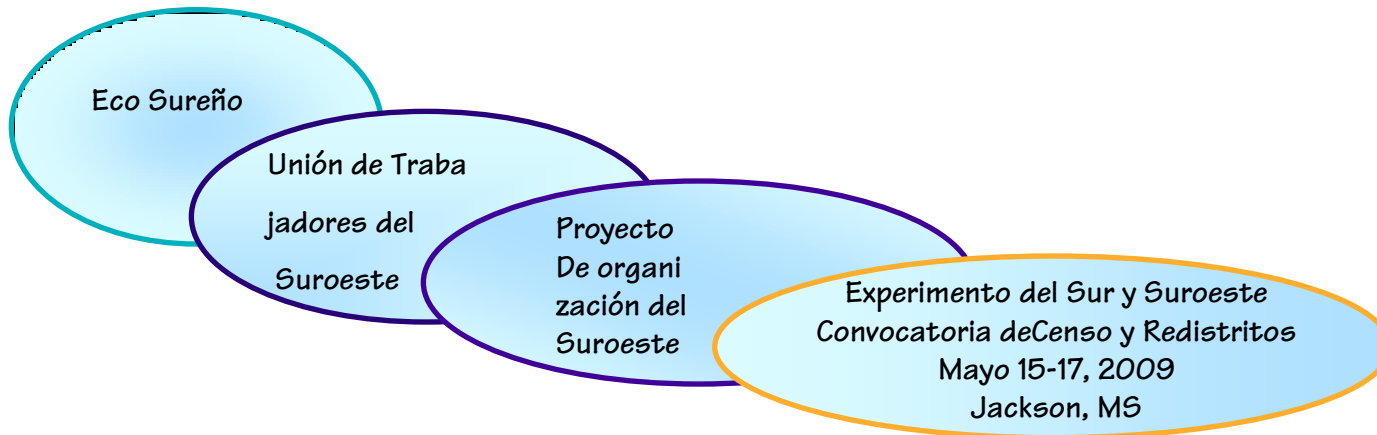 Eco Sureño
Unión de Traba
jadores del
Suroeste
Proyecto
De organi
zación del
Suroeste
Experimento del Sur y Suroeste
Convocatoria deCenso y Redistritos
Mayo 15-17, 2009
Jackson, MS